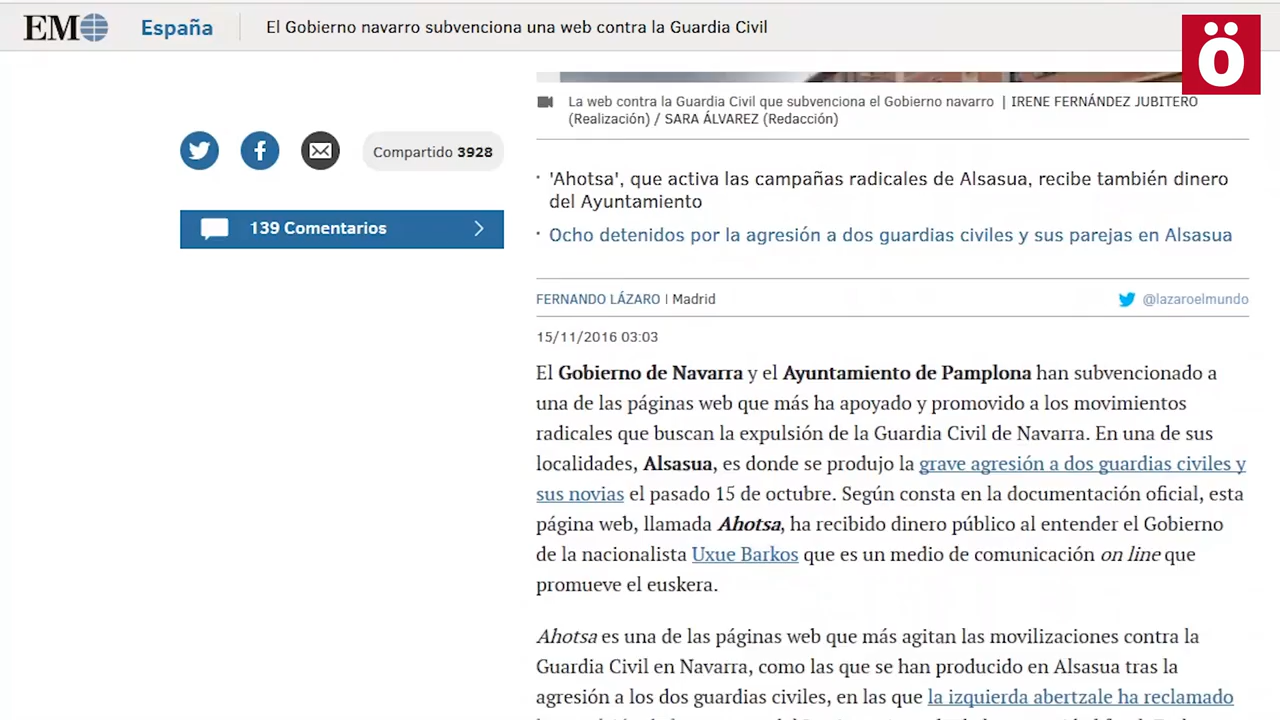 EM España El Gobierno navarro subvenciona una web contra la Guardia Civil
ö
La web contra la Guardia Civil que subvenciona el Gobierno navarro | IRENE FERNÁNDEZ JUBITERO
(Realización) / SARA ÁLVAREZ (Redacción)
Compartido 3928
139 Comentarios
· 'Ahotsa', que activa las campañas radicales de Alsasua, recibe también dinero
del Ayuntamiento
· Ocho detenidos por la agresión a dos guardias civiles y sus parejas en Alsasua
FERNANDO LÁZARO | Madrid @lazaroelmundo
15/11/2016 03:03
El Gobierno de Navarra y el Ayuntamiento de Pamplona han subvencionado a
una de las páginas web que más ha apoyado y promovido a los movimientos
radicales que buscan la expulsión de la Guardia Civil de Navarra. En una de sus
localidades, Alsasua, es donde se produjo la grave agresión a dos guardias civiles y
sus novias el pasado 15 de octubre. Según consta en la documentación oficial, esta
página web, llamada Ahotsa, ha recibido dinero público al entender el Gobierno
de la nacionalista Uxue Barkos que es un medio de comunicación on line que
promueve el euskera.
Ahotsa es una de las páginas web que más agitan las movilizaciones contra la
Guardia Civil en Navarra, como las que se han producido en Alsasua tras la
agresión a los dos guardias civiles, en las que la izquierda abertzale ha reclamado